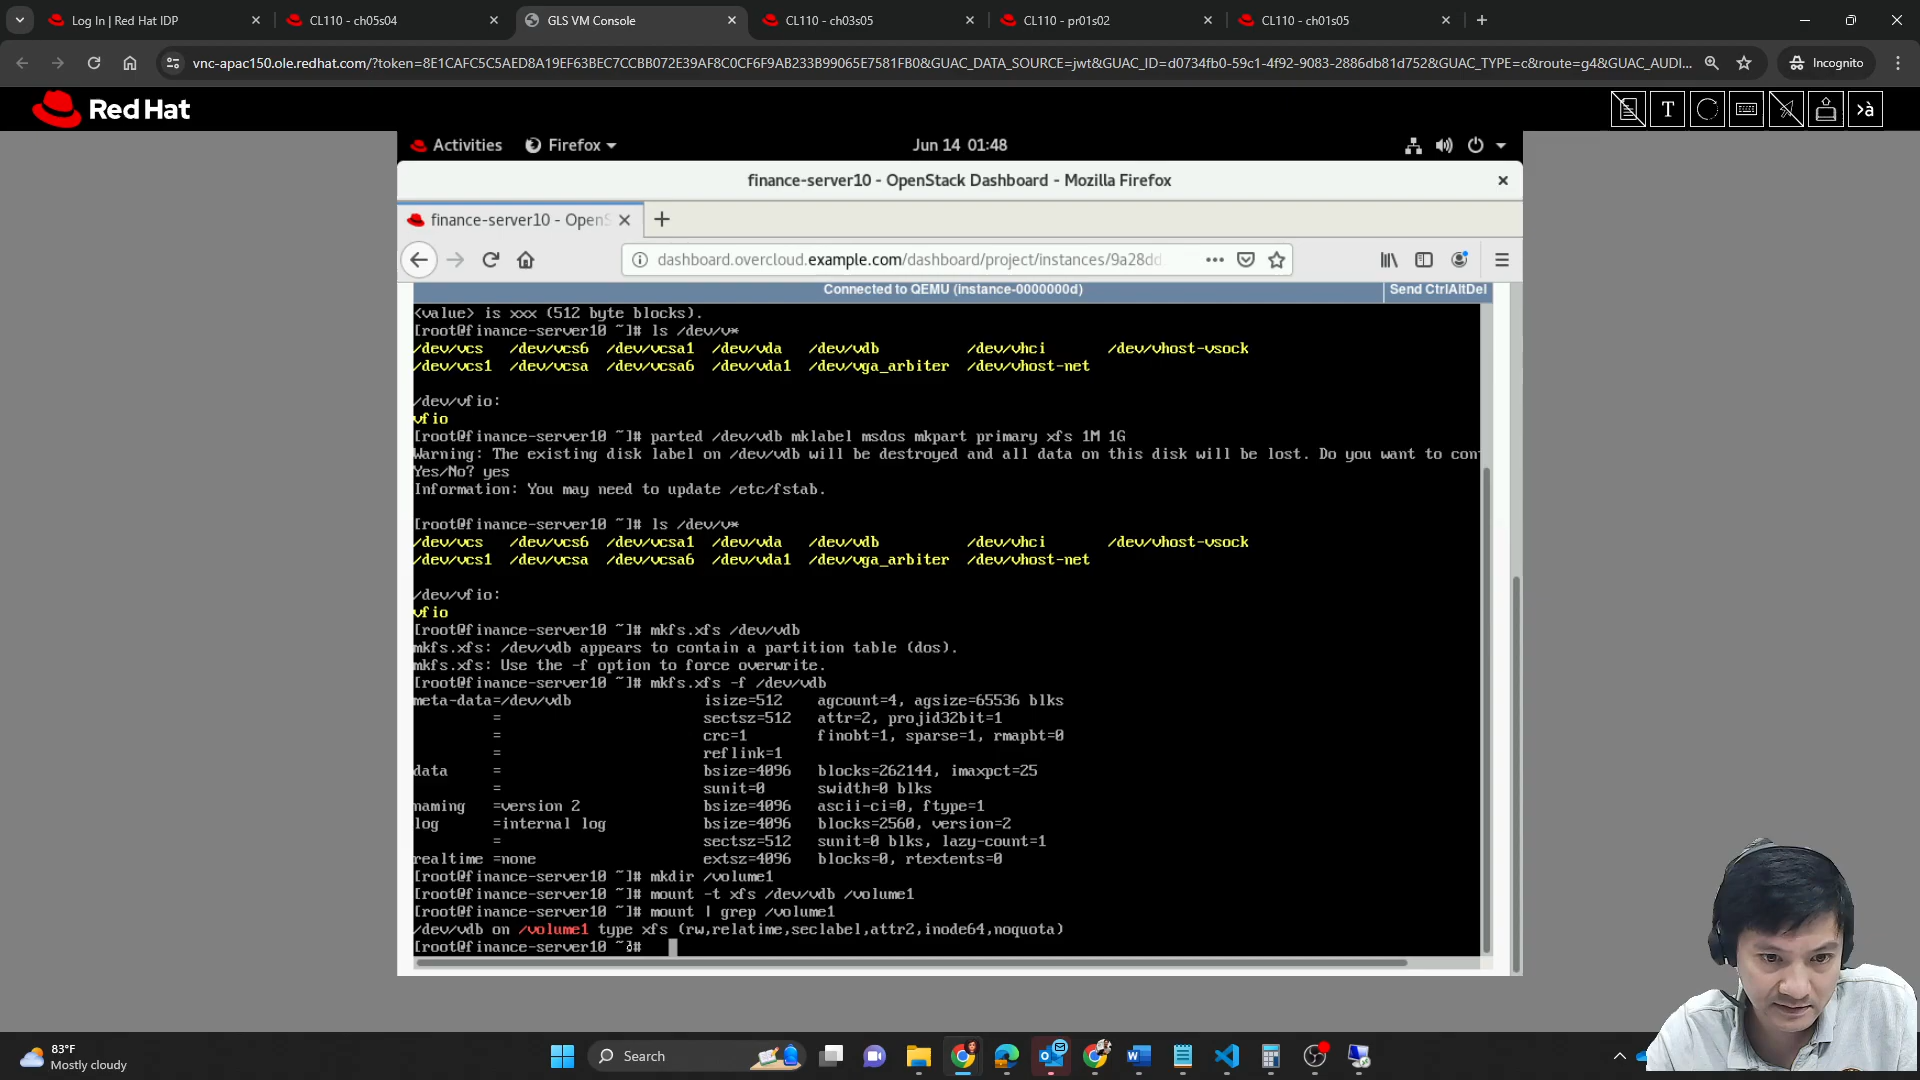 Log In | Red Hat IDP
CL110 - ch05s04
GLS VM Console
CL110 - ch03s05
CL110 - pr01s02
CL110 - ch01s05
vnc-apac150.ole.redhat.com/?token=8E1CAFC5C5AED8A19EF63BEC7CCBB072E39AF8C0CF6F9AB233B99065E7581FB0&GUAC_DATA_SOURCE=jwt&GUAC_ID=d0734fb0-59c1-4f92-9083-2886db81d752&GUAC_TYPE=c&route=g4&GUAC_AUDI...
Incognito
Red Hat
T
›à
Activities
Firefox
Jun 14 01:48
finance-server10 - OpenStack Dashboard - Mozilla Firefox
finance-server10 - OpenS
dashboard.overcloud.example.com/dashboard/project/instances/9a28dd
Connected to QEMU (instance-0000000d)
Send CtrlAltDel
<value> is xxx (512 byte blocks).
[root@finance-server10 ~]# ls /dev/v*
/dev/vcs /dev/vcs6 /dev/vcsa1 /dev/vda /dev/vdb /dev/vhci /dev/vhost-vsock
/dev/vcs1 /dev/vcsa /dev/vcsa6 /dev/vda1 /dev/vga_arbiter /dev/vhost-net
/dev/vfio:
vfio
[root@finance-server10 ~]# parted /dev/vdb mklabel msdos mkpart primary xfs 1M 1G
Warning: The existing disk label on /dev/vdb will be destroyed and all data on this disk will be lost. Do you want to con
Yes/No? yes
Information: You may need to update /etc/fstab.
[root@finance-server10 ~]# ls /dev/v*
/dev/vcs /dev/vcs6 /dev/vcsa1 /dev/vda /dev/vdb /dev/vhci /dev/vhost-vsock
/dev/vcs1 /dev/vcsa /dev/vcsa6 /dev/vda1 /dev/vga_arbiter /dev/vhost-net
/dev/vfio:
vfio
[root@finance-server10 ~]# mkfs.xfs /dev/vdb
mkfs.xfs: /dev/vdb appears to contain a partition table (dos).
mkfs.xfs: Use the -f option to force overwrite.
[root@finance-server10 ~]# mkfs.xfs -f /dev/vdb
meta-data=/dev/vdb isize=512 agcount=4, agsize=65536 blks
= sectsz=512 attr=2, projid32bit=1
= crc=1 finobt=1, sparse=1, rmapbt=0
= reflink=1
data = bsize=4096 blocks=262144, imaxpct=25
= sunit=0 swidth=0 blks
naming =version 2 bsize=4096 ascii-ci=0, ftype=1
log =internal log bsize=4096 blocks=2560, version=2
= sectsz=512 sunit=0 blks, lazy-count=1
realtime =none extsz=4096 blocks=0, rtextents=0
[root@finance-server10 ~]# mkdir /volume1
[root@finance-server10 ~]# mount -t xfs /dev/vdb /volume1
[root@finance-server10 ~]# mount | grep /volume1
/dev/vdb on /volume1 type xfs (rw,relatime,seclabel,attr2,inode64,noquota)
[root@finance-server10 ~]#
83°F
Mostly cloudy
Search